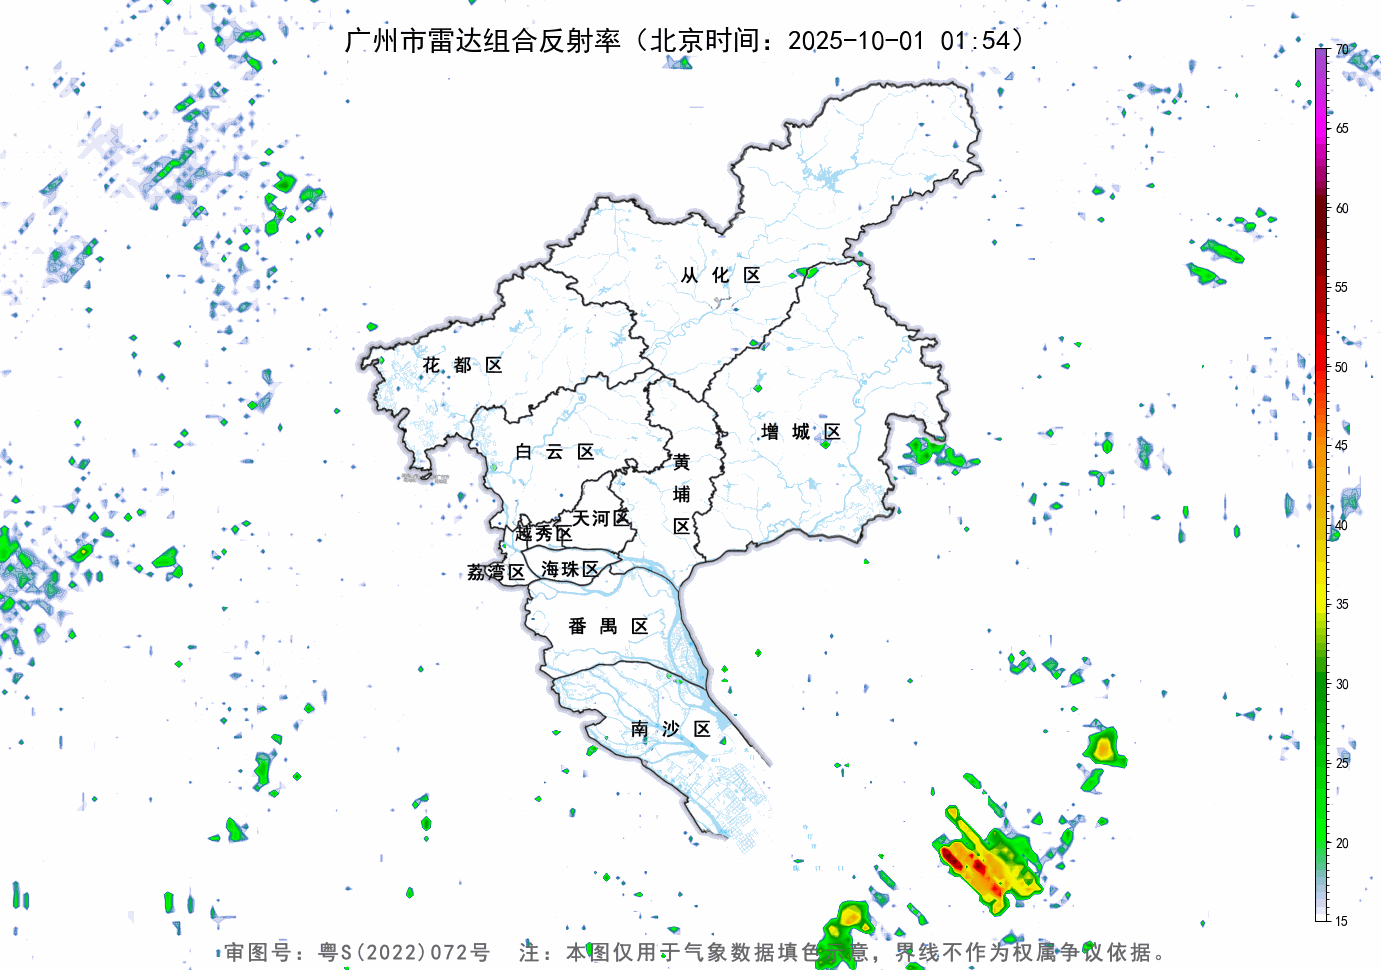 广州市雷达组合反射率（北京时间：2025-10-01 01:54）
70
65
60
55
50
45
40
35
30
25
20
15
从化区
花都区
增城区
白云区
黄埔区
天河区
越秀区
荔湾区
海珠区
番禺区
南沙区
审图号：粤S(2022)072号 注：本图仅用于气象数据填色示意，界线不作为权属争议依据。